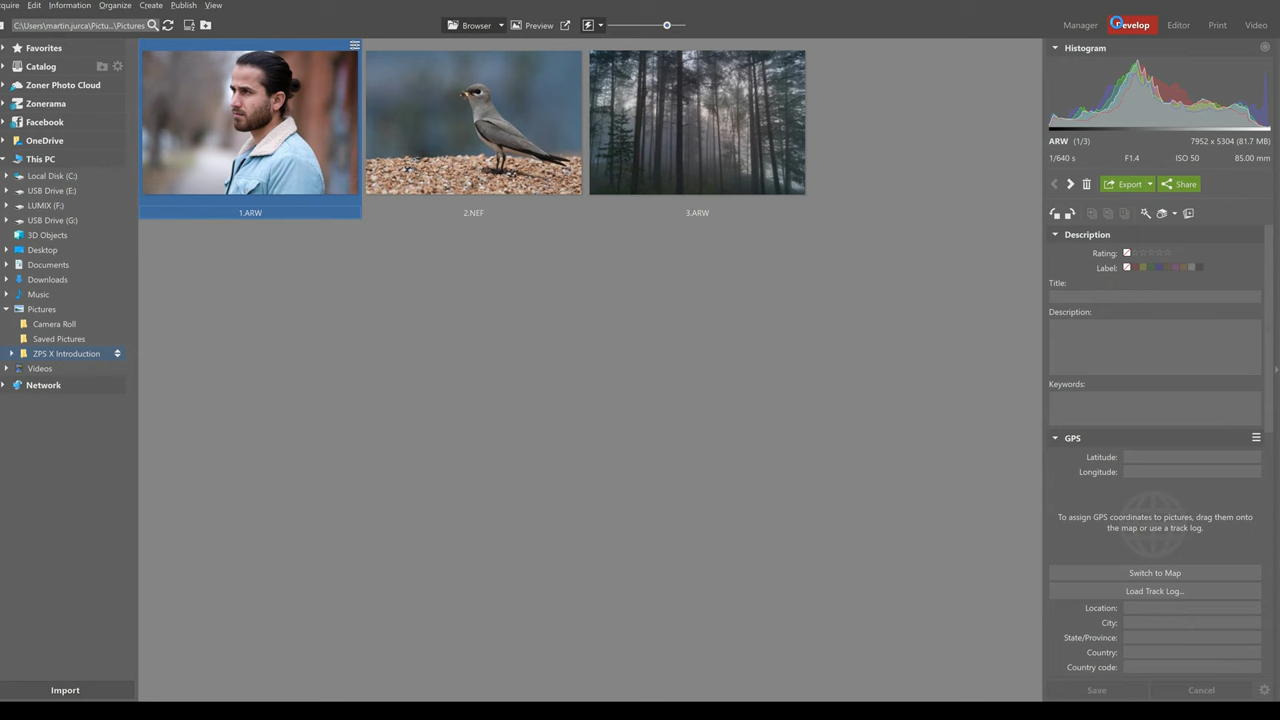 cquire Edit Information Organize Create Publish View
C:\Users\martin.jurca\Pictu...\Pictures
Browser Preview
Manager Develop Editor Print Video
Favorites
Catalog
Zoner Photo Cloud
Zonerama
Facebook
OneDrive
This PC
Local Disk (C:)
USB Drive (E:)
LUMIX (F:)
USB Drive (G:)
3D Objects
Desktop
Documents
Downloads
Music
Pictures
Camera Roll
Saved Pictures
ZPS X Introduction
Videos
Network
Import
1.ARW 2.NEF 3.ARW
Histogram
ARW (1/3) 7952 x 5304 (81.7 MB)
1/640 s F1.4 ISO 50 85.00 mm
Export Share
Description
Rating:
Label:
Title:
Description:
Keywords:
GPS
Latitude:
Longitude:
To assign GPS coordinates to pictures, drag them onto
the map or use a track log.
Switch to Map
Load Track Log...
Location:
City:
State/Province:
Country:
Country code:
Save Cancel